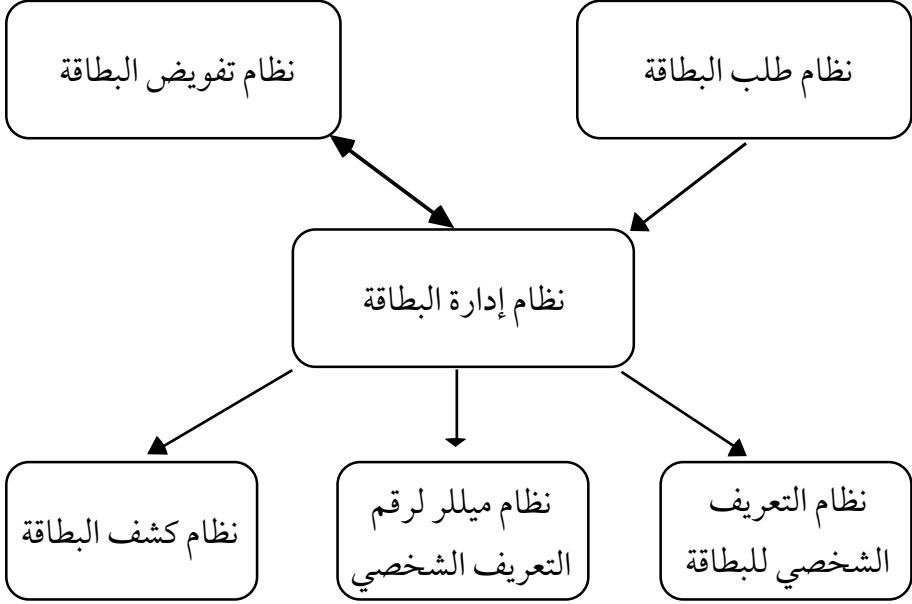 نظام طلب البطاقة
نظام تفويض البطاقة
نظام إدارة البطاقة
نظام التعريف
الشخصي للبطاقة
نظام ميللر لرقم
التعريف الشخصي
نظام كشف البطاقة